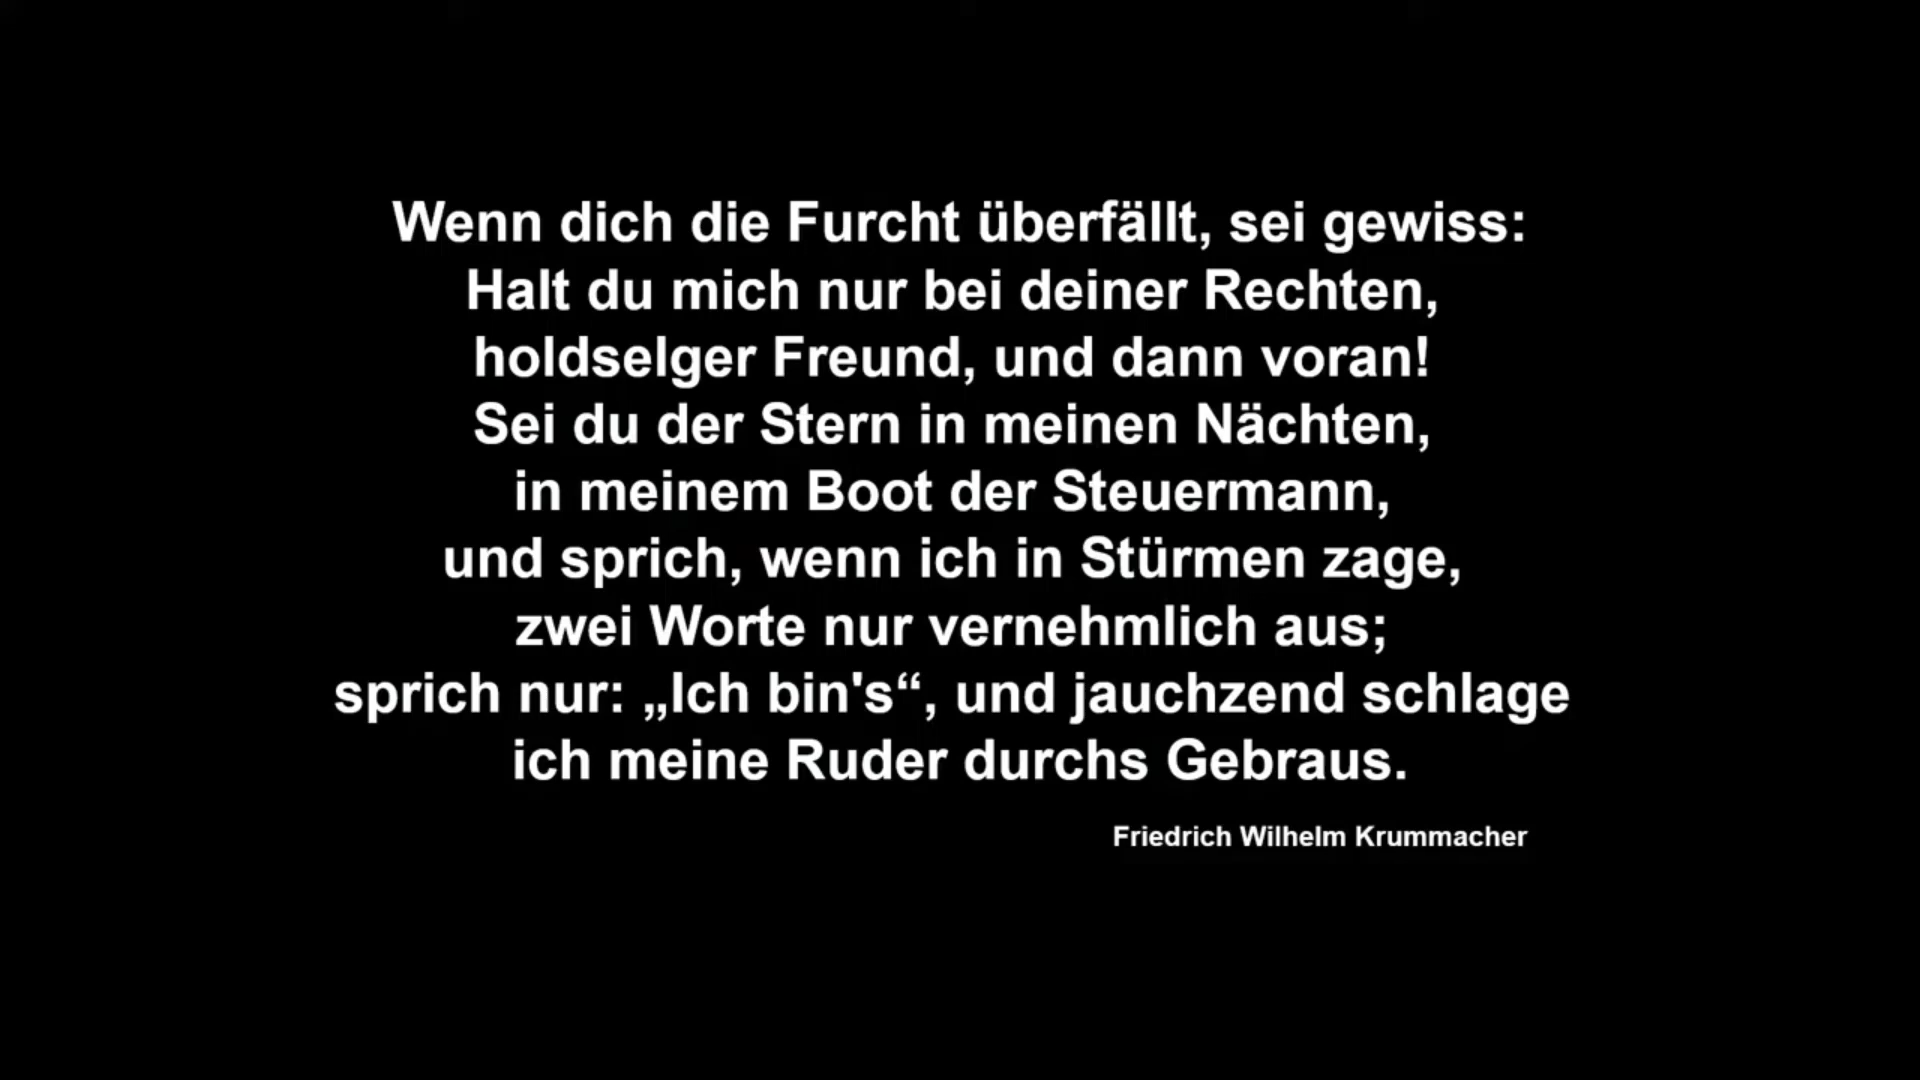 Wenn dich die Furcht überfällt, sei gewiss:
Halt du mich nur bei deiner Rechten,
holdselger Freund, und dann voran!
Sei du der Stern in meinen Nächten,
in meinem Boot der Steuermann,
und sprich, wenn ich in Stürmen zage,
zwei Worte nur vernehmlich aus;
sprich nur: „Ich bin's“, und jauchzend schlage
ich meine Ruder durchs Gebraus.
Friedrich Wilhelm Krummacher